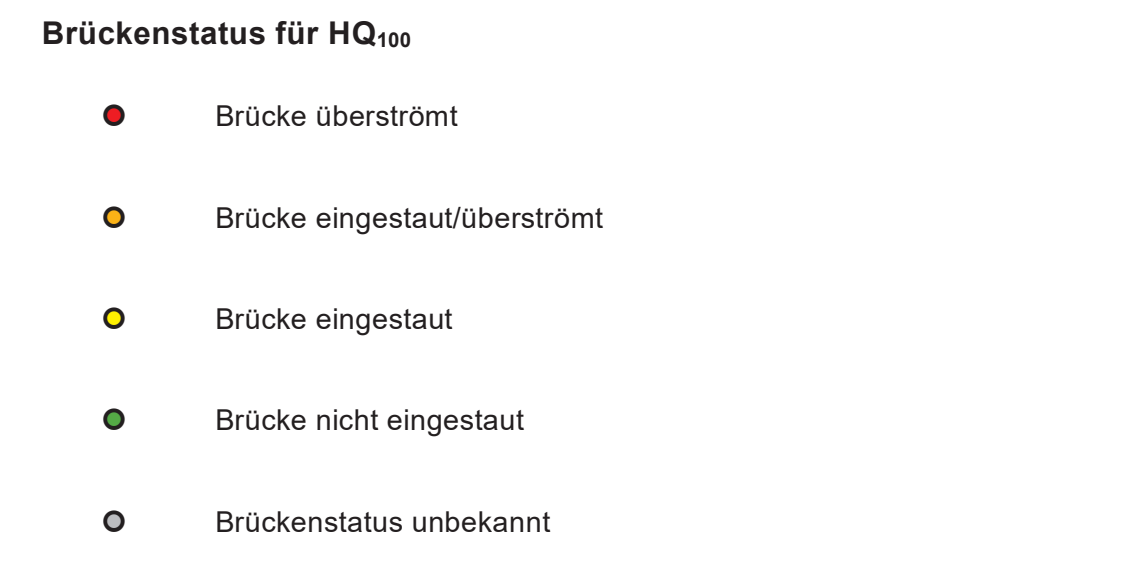 Brückenstatus für HQ₁₀₀
Brücke überströmt
Brücke eingestaut/überströmt
Brücke eingestaut
Brücke nicht eingestaut
Brückenstatus unbekannt